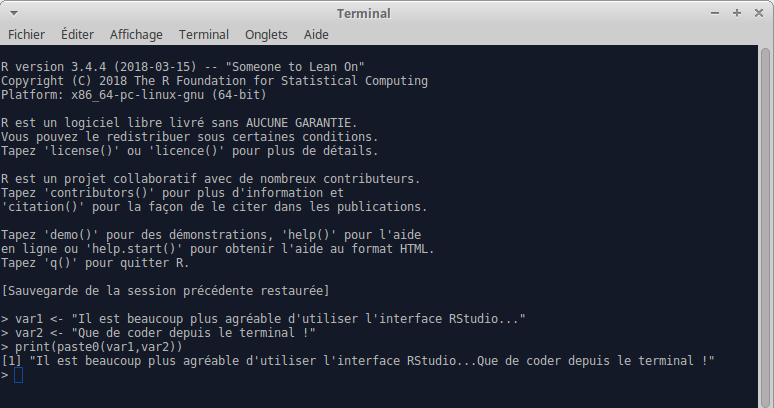 Terminal
Fichier Éditer Affichage Terminal Onglets Aide
R version 3.4.4 (2018-03-15) -- "Someone to Lean On"
Copyright (C) 2018 The R Foundation for Statistical Computing
Platform: x86_64-pc-linux-gnu (64-bit)
R est un logiciel libre livré sans AUCUNE GARANTIE.
Vous pouvez le redistribuer sous certaines conditions.
Tapez 'license()' ou 'licence()' pour plus de détails.
R est un projet collaboratif avec de nombreux contributeurs.
Tapez 'contributors()' pour plus d'information et
'citation()' pour la façon de le citer dans les publications.
Tapez 'demo()' pour des démonstrations, 'help()' pour l'aide
en ligne ou 'help.start()' pour obtenir l'aide au format HTML.
Tapez 'q()' pour quitter R.
[Sauvegarde de la session précédente restaurée]
> var1 <- "Il est beaucoup plus agréable d'utiliser l'interface RStudio..."
> var2 <- "Que de coder depuis le terminal !"
> print(paste0(var1,var2))
[1] "Il est beaucoup plus agréable d'utiliser l'interface RStudio...Que de coder depuis le terminal !"
>